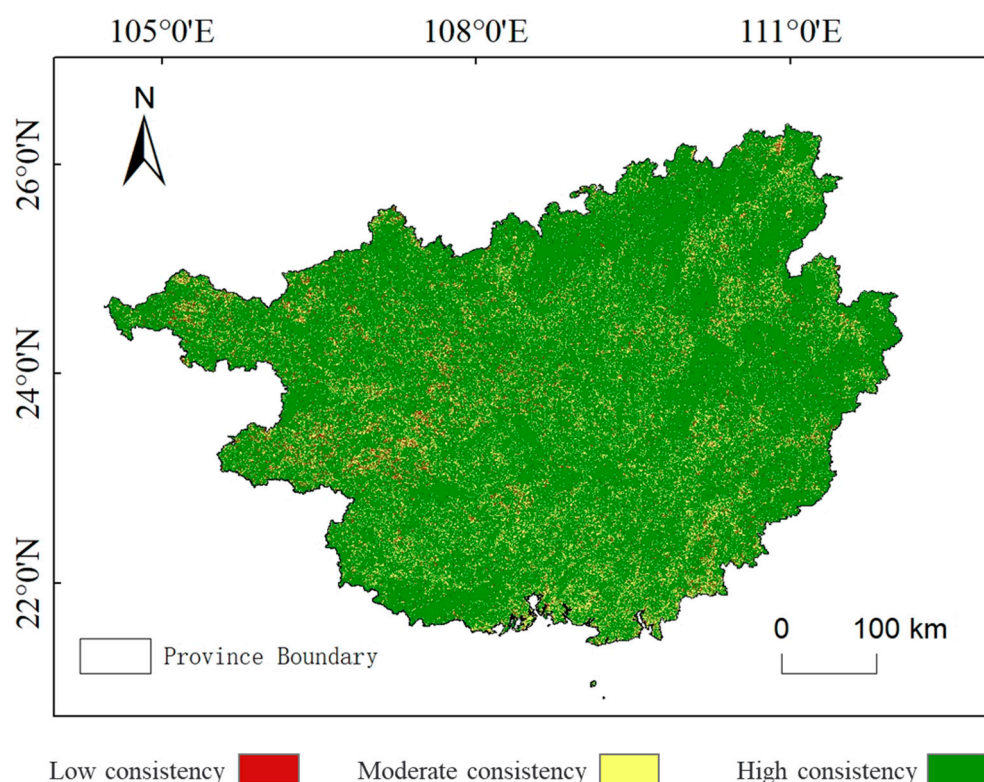 105°0'E 108°0'E 111°0'E
N
26°0'N
24°0'N
22°0'N
0 100 km
Province Boundary
Low consistency Moderate consistency High consistency